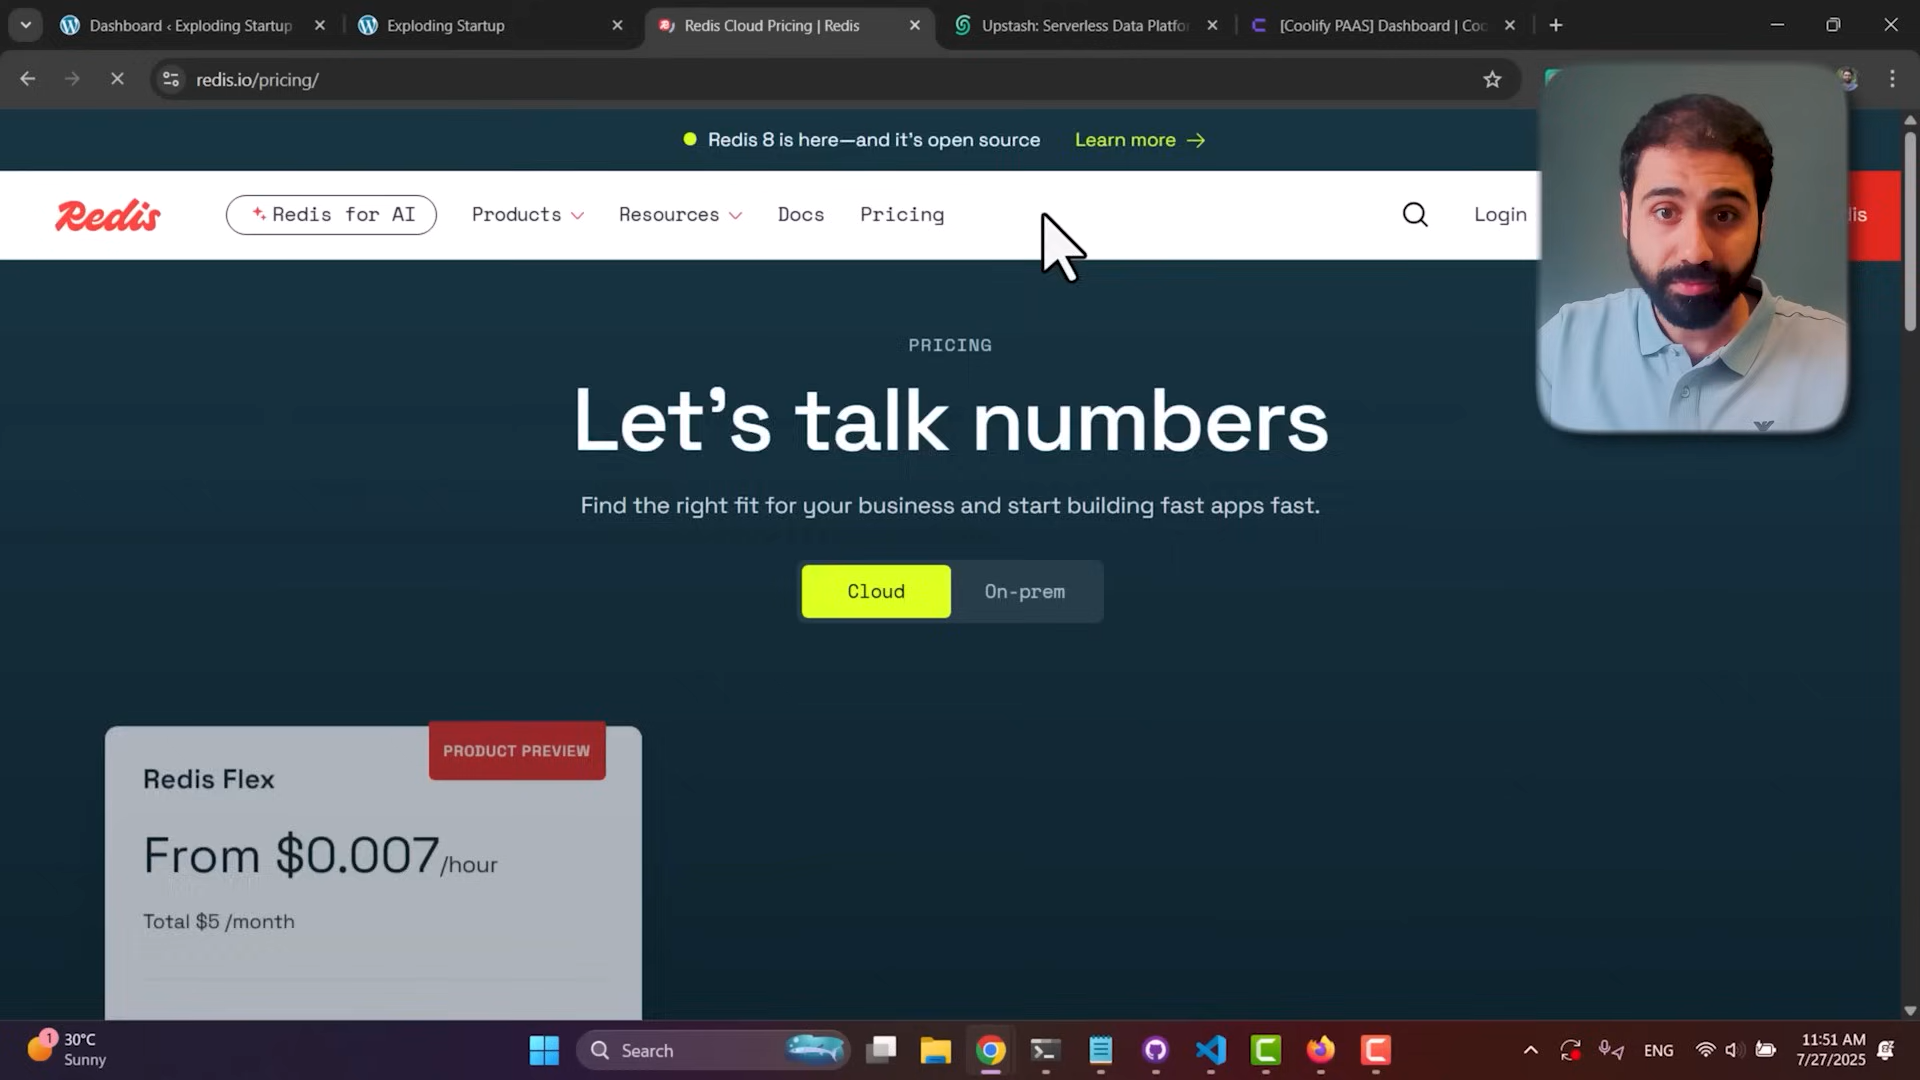 Dashboard ‹ Exploding Startup
Exploding Startup
Redis Cloud Pricing | Redis
Upstash: Serverless Data Platfo
[Coolify PAAS] Dashboard | Coo
redis.io/pricing/
Redis 8 is here—and it's open source Learn more →
Redis
Redis for AI
Products
Resources
Docs
Pricing
Login
PRICING
Let's talk numbers
Find the right fit for your business and start building fast apps fast.
Cloud
On-prem
PRODUCT PREVIEW
Redis Flex
From $0.007/hour
Total $5 /month
1
30°C
Sunny
Search
ENG
11:51 AM
7/27/2025